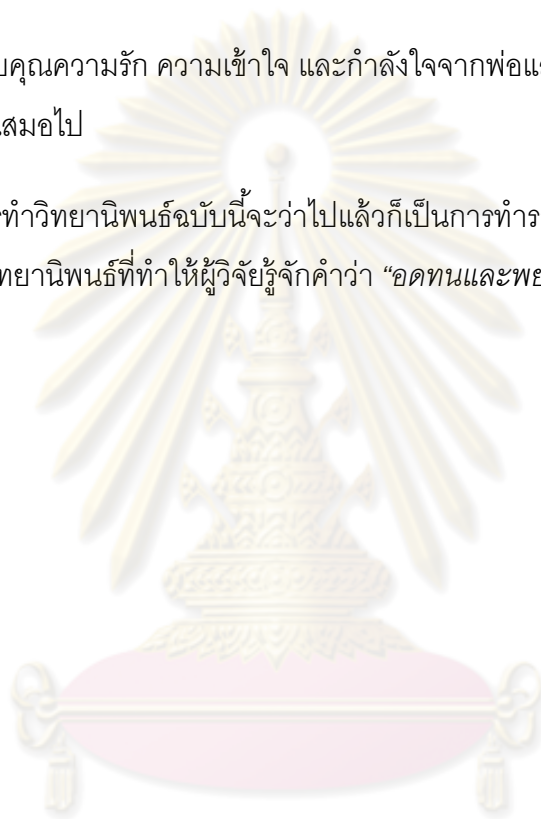 บคุณความรัก ความเข้าใจ และกำลังใจจากพ่อแ
เสมอไป
ทำวิทยานิพนธ์ฉบับนี้จะว่าไปแล้วก็เป็นการทำร
ทยานิพนธ์ที่ทำให้ผู้วิจัยรู้จักคำว่า “อดทนและพย